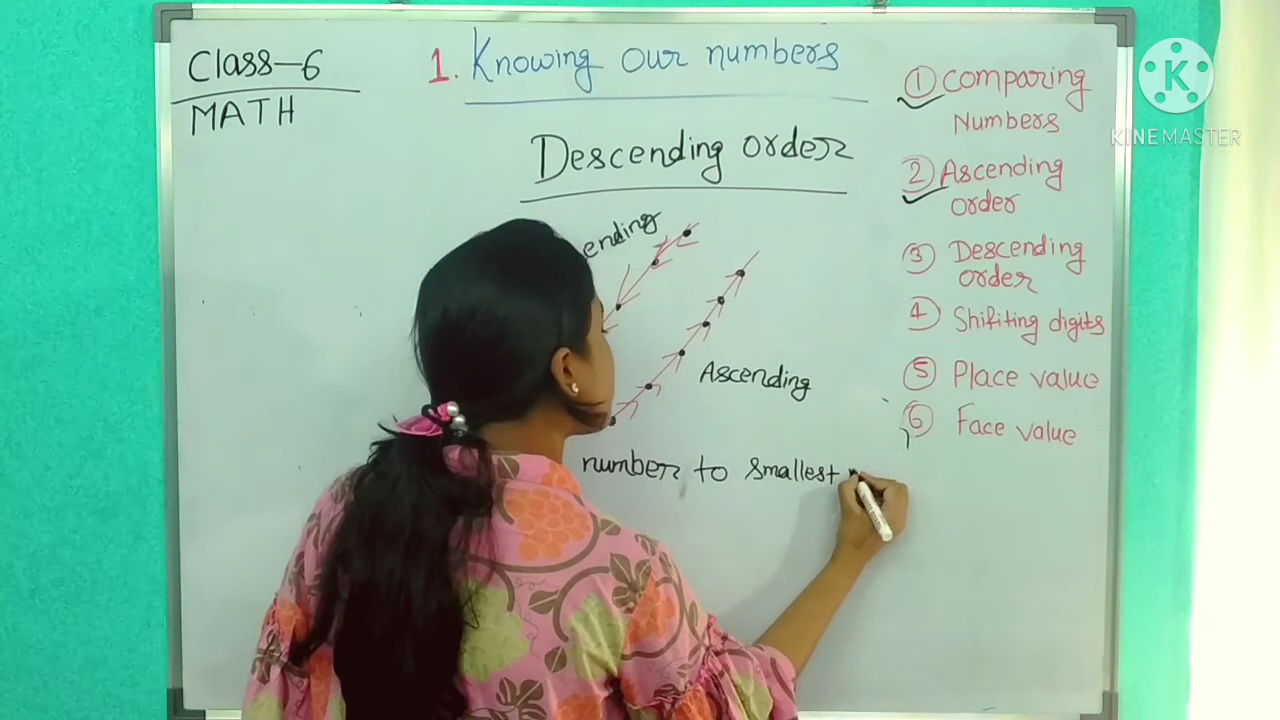 Class-6
MATH
1. Knowing our numbers
Descending order
ending
Ascending
number to smallest
① Comparing
Numbers
② Ascending
order
③ Descending
order
④ Shifiting digits
⑤ Place value
⑥ Face value
K
KINEMASTER